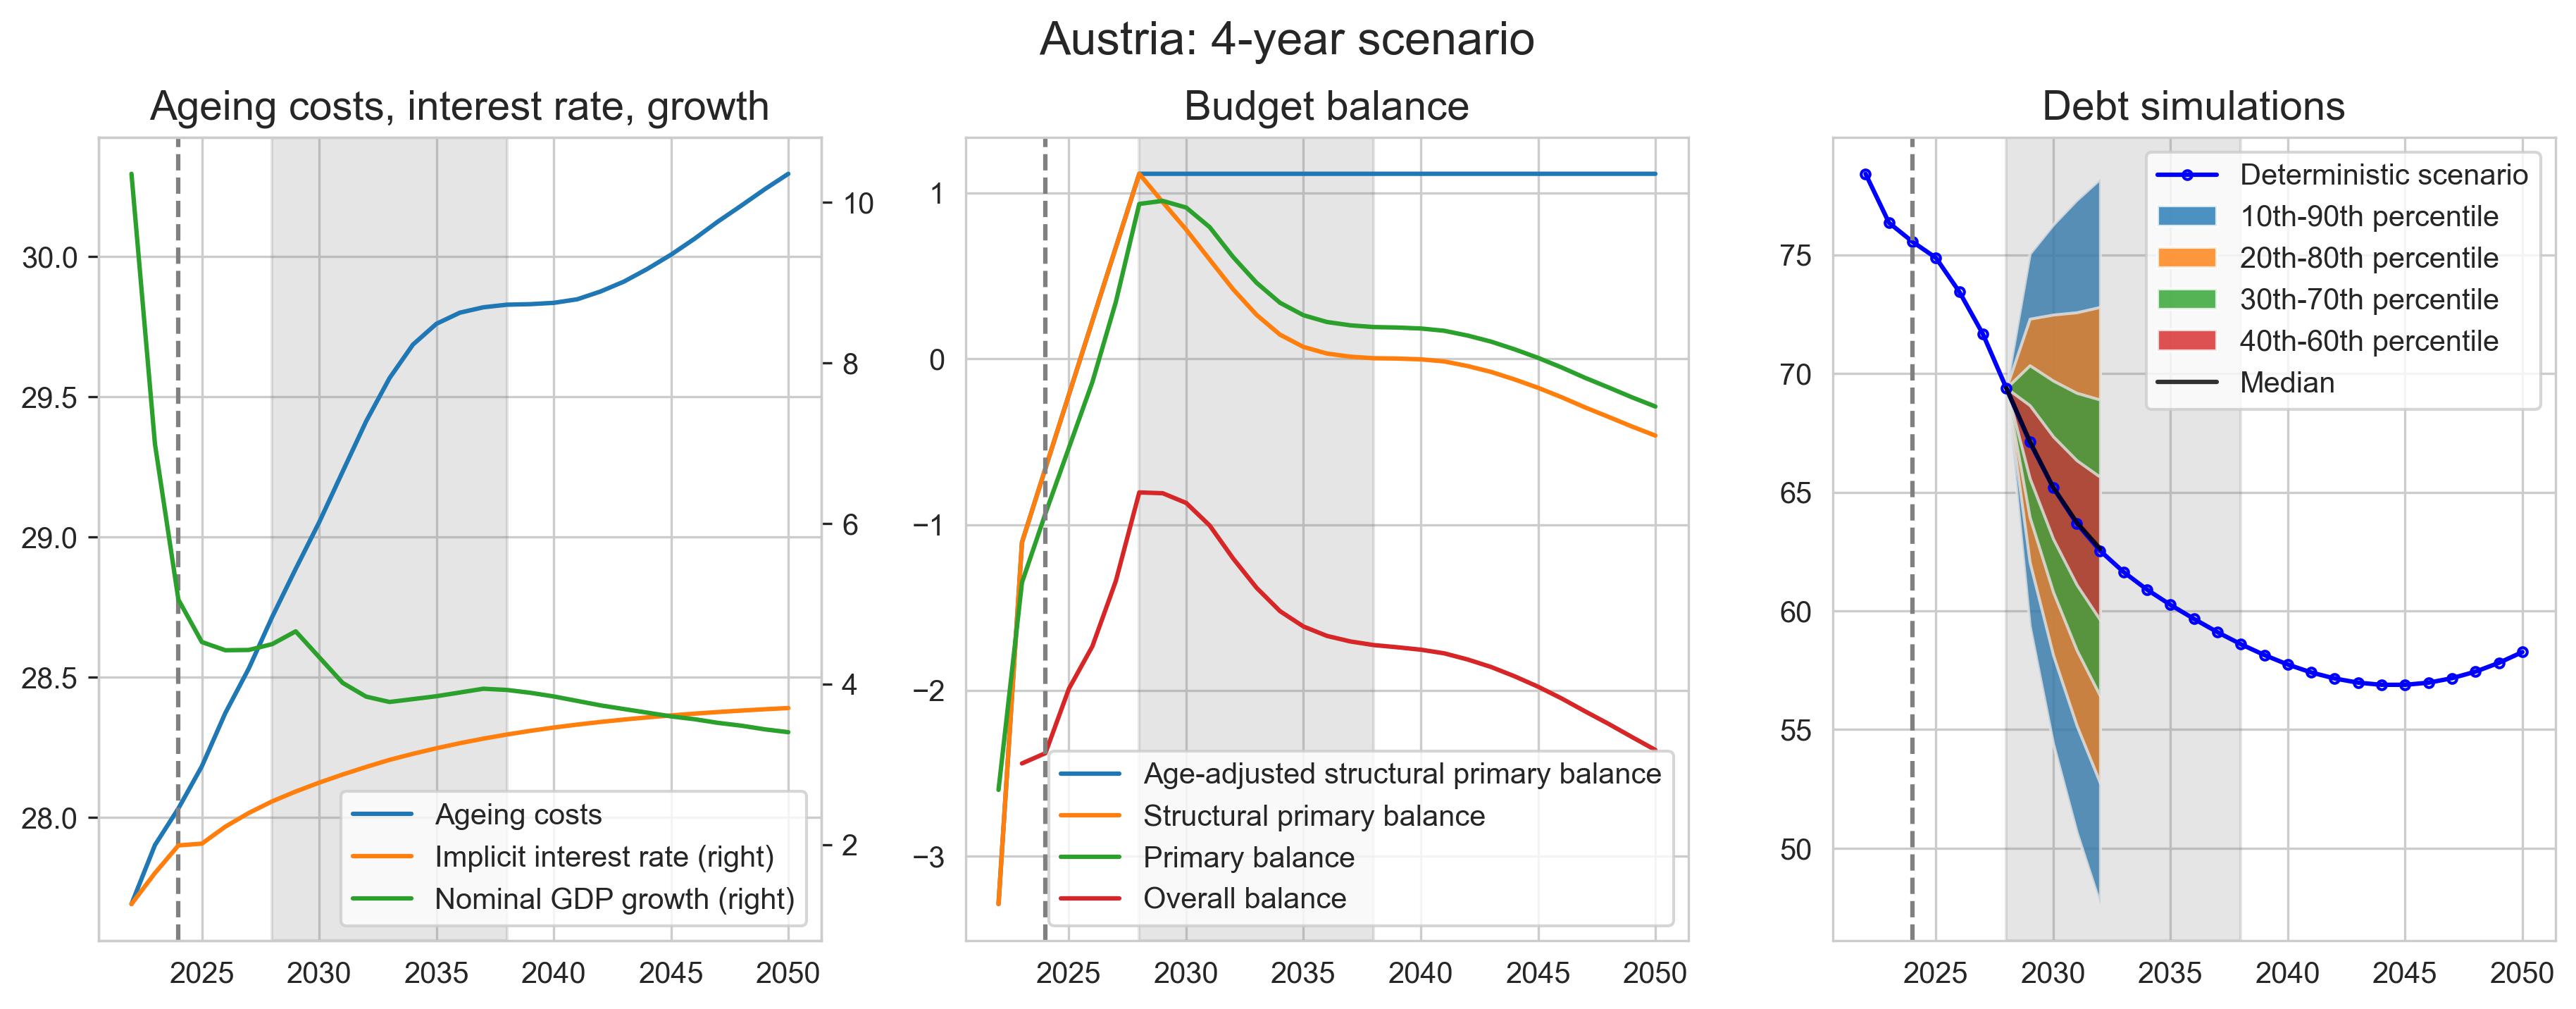 Austria: 4-year scenario
Ageing costs, interest rate, growth
30.0
29.5
29.0
28.5
28.0
10
8
6
4
2
Ageing costs
Implicit interest rate (right)
Nominal GDP growth (right)
2025 2030 2035 2040 2045 2050
Budget balance
1
0
−1
−2
−3
Age-adjusted structural primary balance
Structural primary balance
Primary balance
Overall balance
2025 2030 2035 2040 2045 2050
Debt simulations
75
70
65
60
55
50
Deterministic scenario
10th-90th percentile
20th-80th percentile
30th-70th percentile
40th-60th percentile
Median
2025 2030 2035 2040 2045 2050